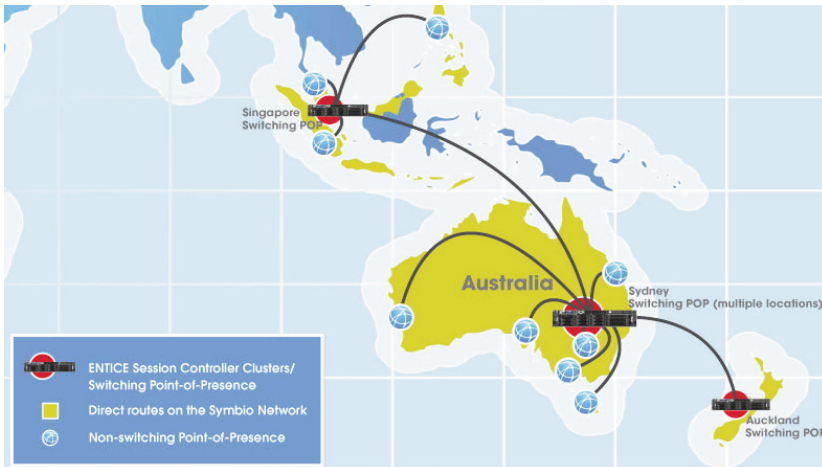 Singapore
Switching POP
Australia
Sydney
Switching POP (multiple locations)
Auckland
Switching POP
ENTICE Session Controller Clusters/
Switching Point-of-Presence
Direct routes on the Symbio Network
Non-switching Point-of-Presence